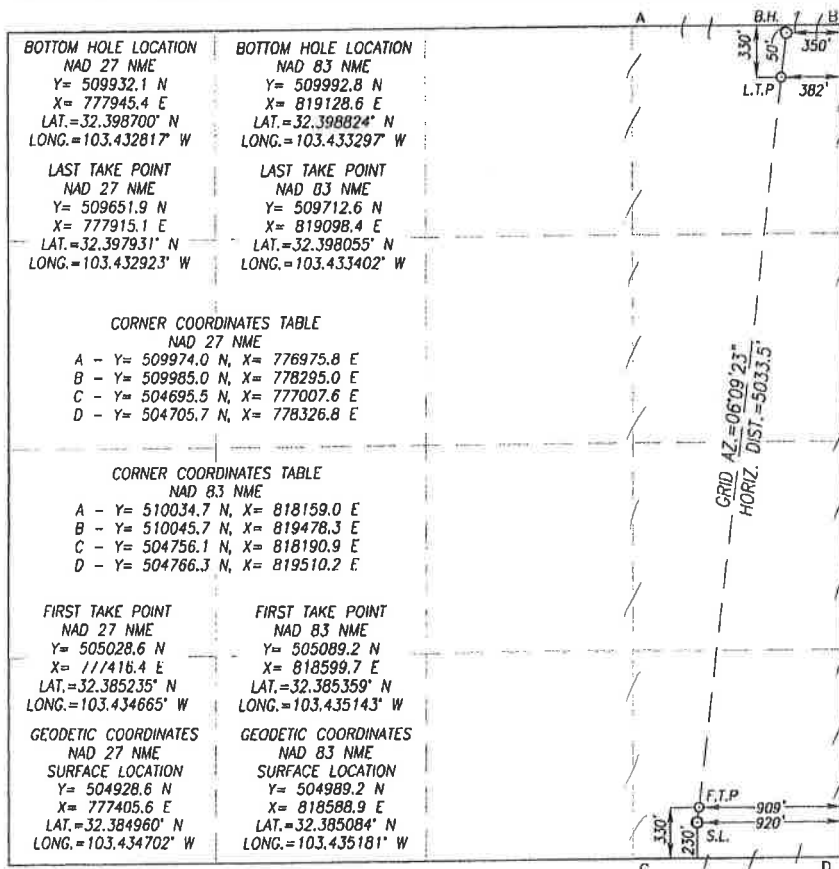 BOTTOM HOLE LOCATION
NAD 27 NME
Y= 509932.1 N
X= 777945.4 E
LAT.=32.398700° N
LONG.=103.432817° W
BOTTOM HOLE LOCATION
NAD 83 NME
Y= 509992.8 N
X= 819128.6 E
LAT.=32.398824° N
LONG.=103.433297° W
LAST TAKE POINT
NAD 27 NME
Y= 509651.9 N
X= 777915.1 E
LAT.=32.397931° N
LONG.=103.432923° W
LAST TAKE POINT
NAD 83 NME
Y= 509712.6 N
X= 819098.4 E
LAT.=32.398055° N
LONG.=103.433402° W
CORNER COORDINATES TABLE
NAD 27 NME
A - Y= 509974.0 N, X= 776975.8 E
B - Y= 509985.0 N, X= 778295.0 E
C - Y= 504695.5 N, X= 777007.6 E
D - Y= 504705.7 N, X= 778326.8 E
CORNER COORDINATES TABLE
NAD 83 NME
A - Y= 510034.7 N, X= 818159.0 E
B - Y= 510045.7 N, X= 819478.3 E
C - Y= 504756.1 N, X= 818190.9 E
D - Y= 504766.3 N, X= 819510.2 E
FIRST TAKE POINT
NAD 27 NME
Y= 505028.6 N
X= 777416.4 E
LAT.=32.385235° N
LONG.=103.434665° W
FIRST TAKE POINT
NAD 83 NME
Y= 505089.2 N
X= 818599.7 E
LAT.=32.385359° N
LONG.=103.435143° W
GEODETIC COORDINATES
NAD 27 NME
SURFACE LOCATION
Y= 504928.6 N
X= 777405.6 E
LAT.=32.384960° N
LONG.=103.434702° W
GEODETIC COORDINATES
NAD 83 NME
SURFACE LOCATION
Y= 504989.2 N
X= 818588.9 E
LAT.=32.385084° N
LONG.=103.435181° W
A
B.H.
B
330'
50'
350'
L.T.P
382'
GRID AZ.=06°09'23"
HORIZ. DIST.=5033.5'
F.T.P
909'
330'
230'
S.L.
920'
C
D